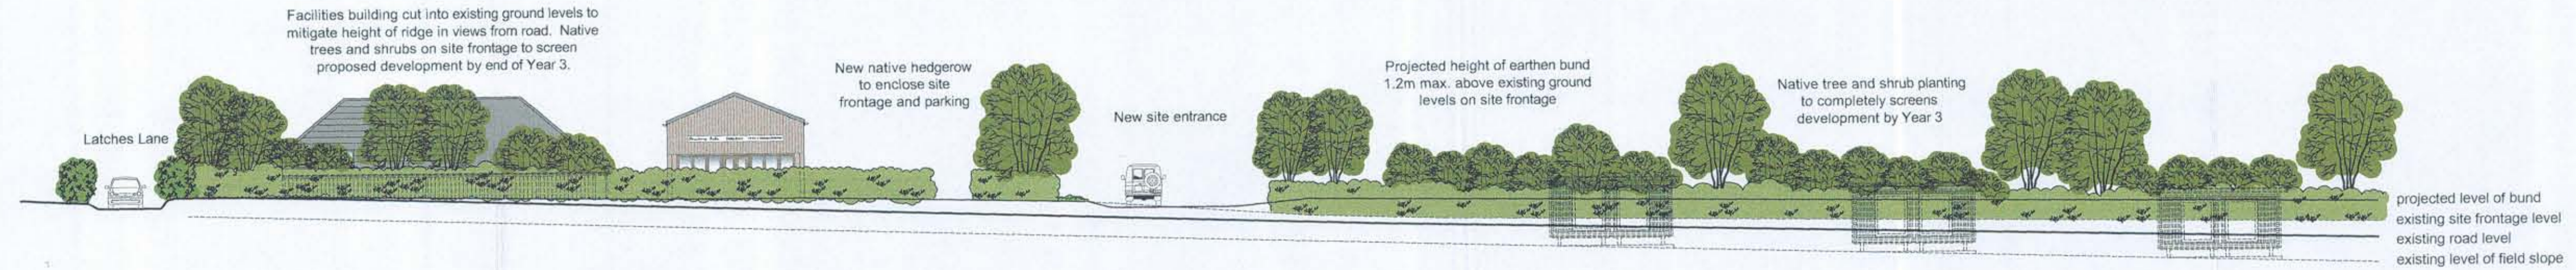 Facilities building cut into existing ground levels to
mitigate height of ridge in views from road. Native
trees and shrubs on site frontage to screen
proposed development by end of Year 3.
Latches Lane
New native hedgerow
to enclose site
frontage and parking
New site entrance
Projected height of earthen bund
1.2m max. above existing ground
levels on site frontage
Native tree and shrub planting
to completely screens
development by Year 3
projected level of bund
existing site frontage level
existing road level
existing level of field slope